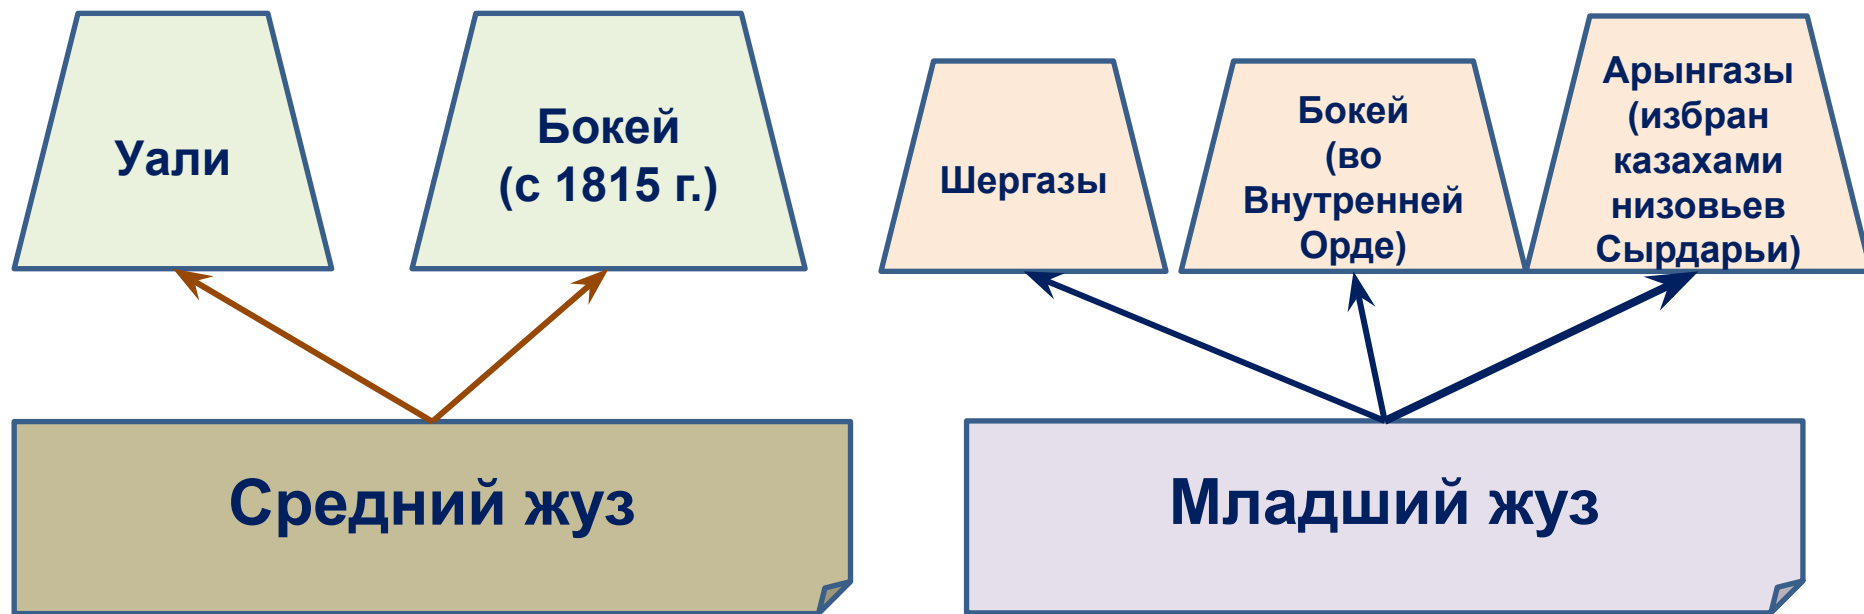 Уали
Бокей
(с 1815 г.)
Шергазы
Бокей
(во
Внутренней
Орде)
Арынгазы
(избран
казахами
низовьев
Сырдарьи)
Средний жуз
Младший жуз